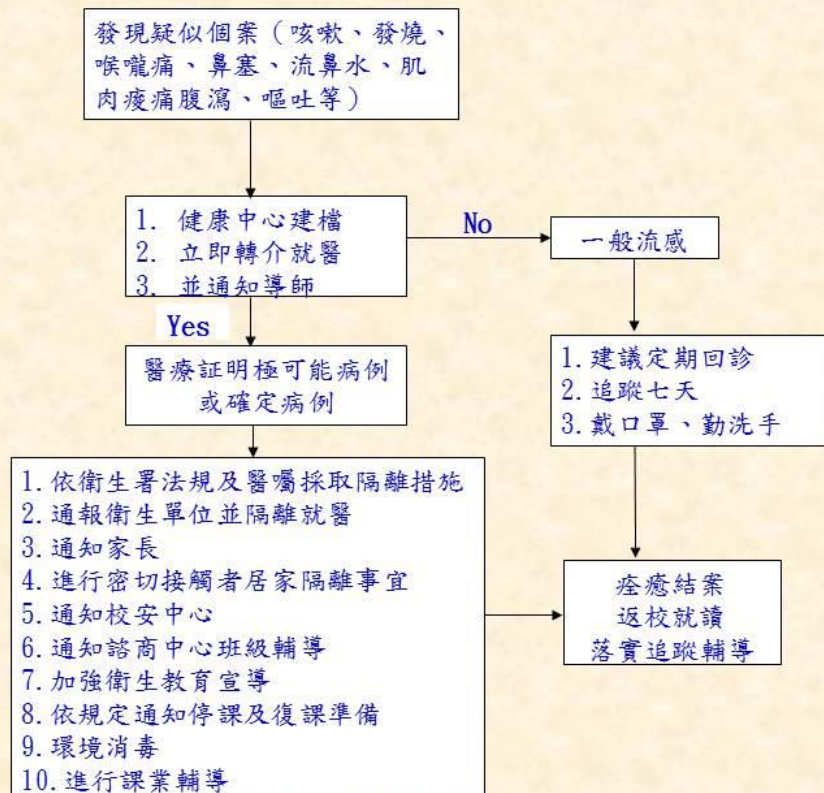 發現疑似個案（咳嗽、發燒、
喉嚨痛、鼻塞、流鼻水、肌
肉痠痛腹瀉、嘔吐等）
1. 健康中心建檔
2. 立即轉介就醫
3. 並通知導師
No
一般流感
Yes
醫療証明極可能病例
或確定病例
1.建議定期回診
2.追蹤七天
3.戴口罩、勤洗手
1.依衛生署法規及醫囑採取隔離措施
2.通報衛生單位並隔離就醫
3.通知家長
4.進行密切接觸者居家隔離事宜
5.通知校安中心
6.通知諮商中心班級輔導
7.加強衛生教育宣導
8.依規定通知停課及復課準備
9.環境消毒
10.進行課業輔導
痊癒結案
返校就讀
落實追蹤輔導